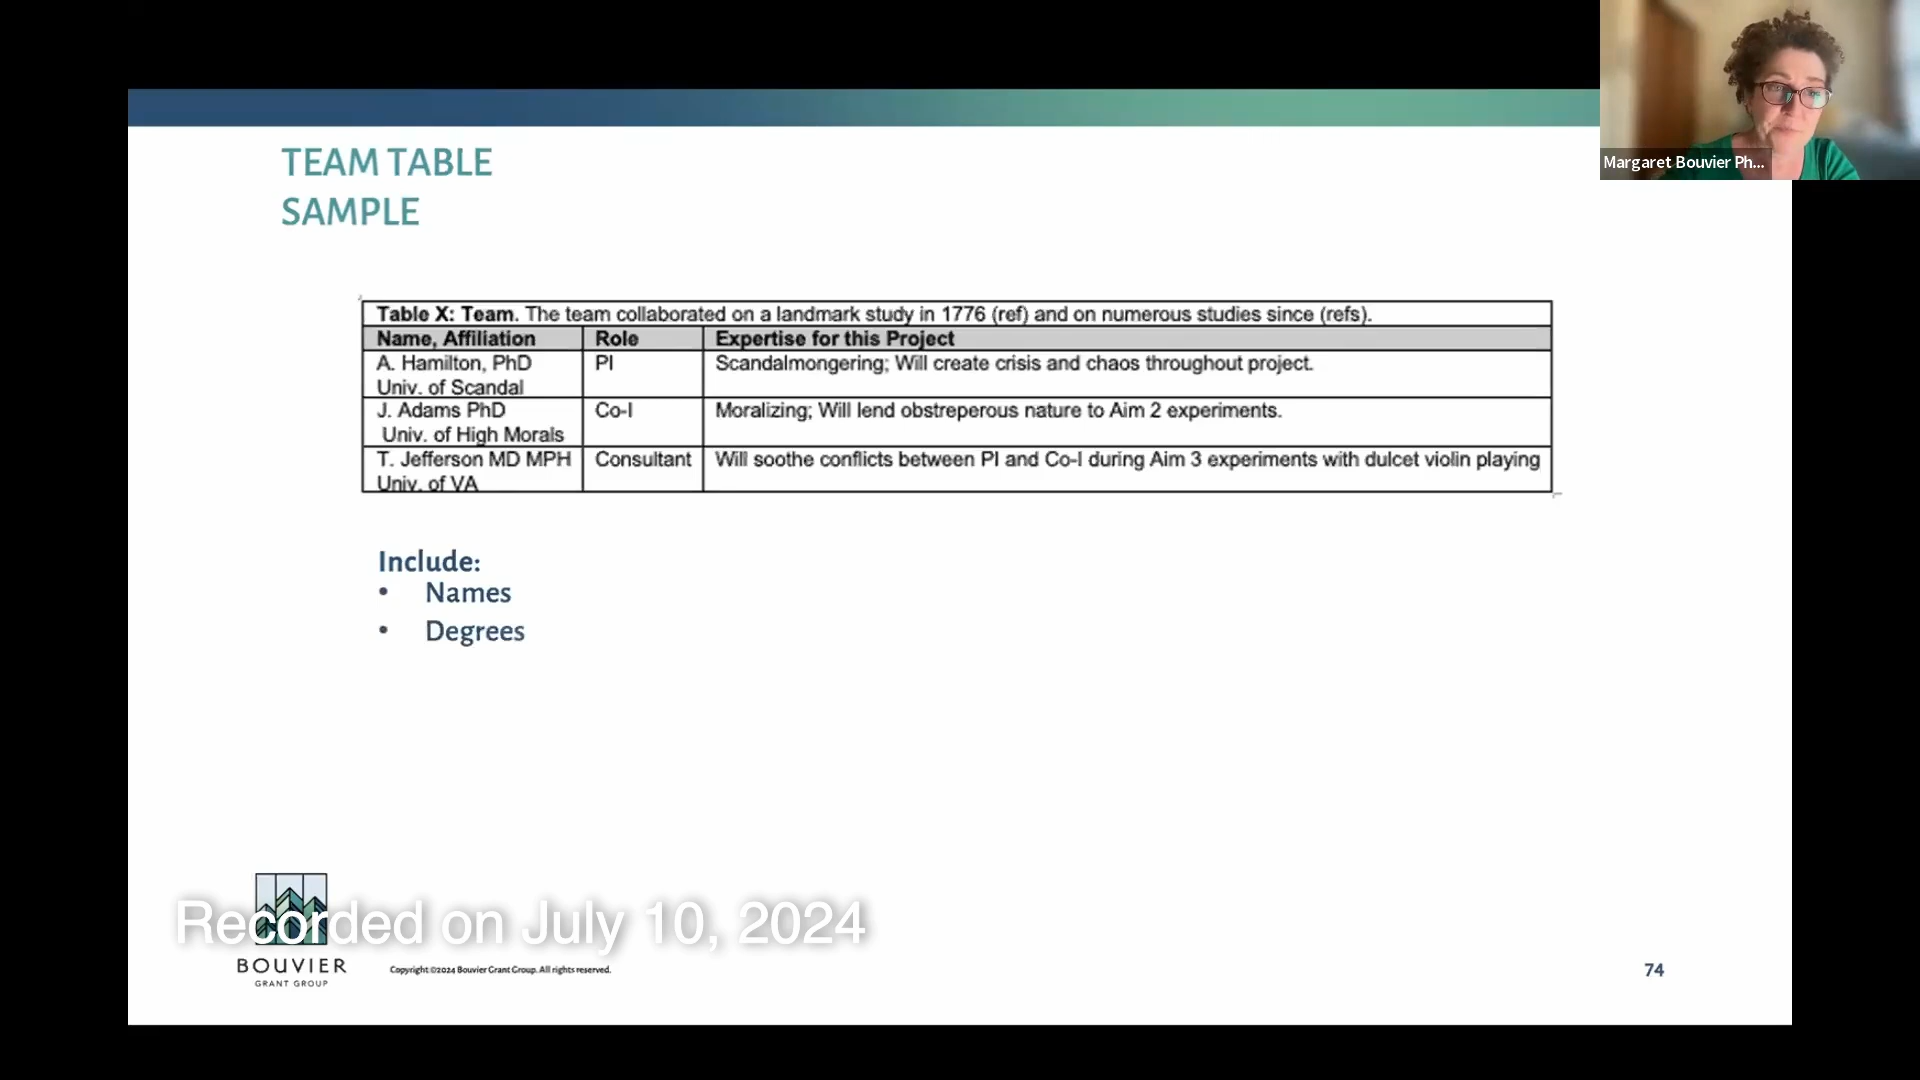 Margaret Bouvier Ph...
TEAM TABLE
SAMPLE
Table X: Team. The team collaborated on a landmark study in 1776 (ref) and on numerous studies since (refs).
Name, Affiliation Role Expertise for this Project
A. Hamilton, PhD PI Scandalmongering; Will create crisis and chaos throughout project.
Univ. of Scandal
J. Adams PhD Co-I Moralizing; Will lend obstreperous nature to Aim 2 experiments.
Univ. of High Morals
T. Jefferson MD MPH Consultant Will soothe conflicts between PI and Co-I during Aim 3 experiments with dulcet violin playing
Univ. of VA
Include:
• Names
• Degrees
Recorded on July 10, 2024
BOUVIER
GRANT GROUP
Copyright ©2024 Bouvier Grant Group. All rights reserved.
74